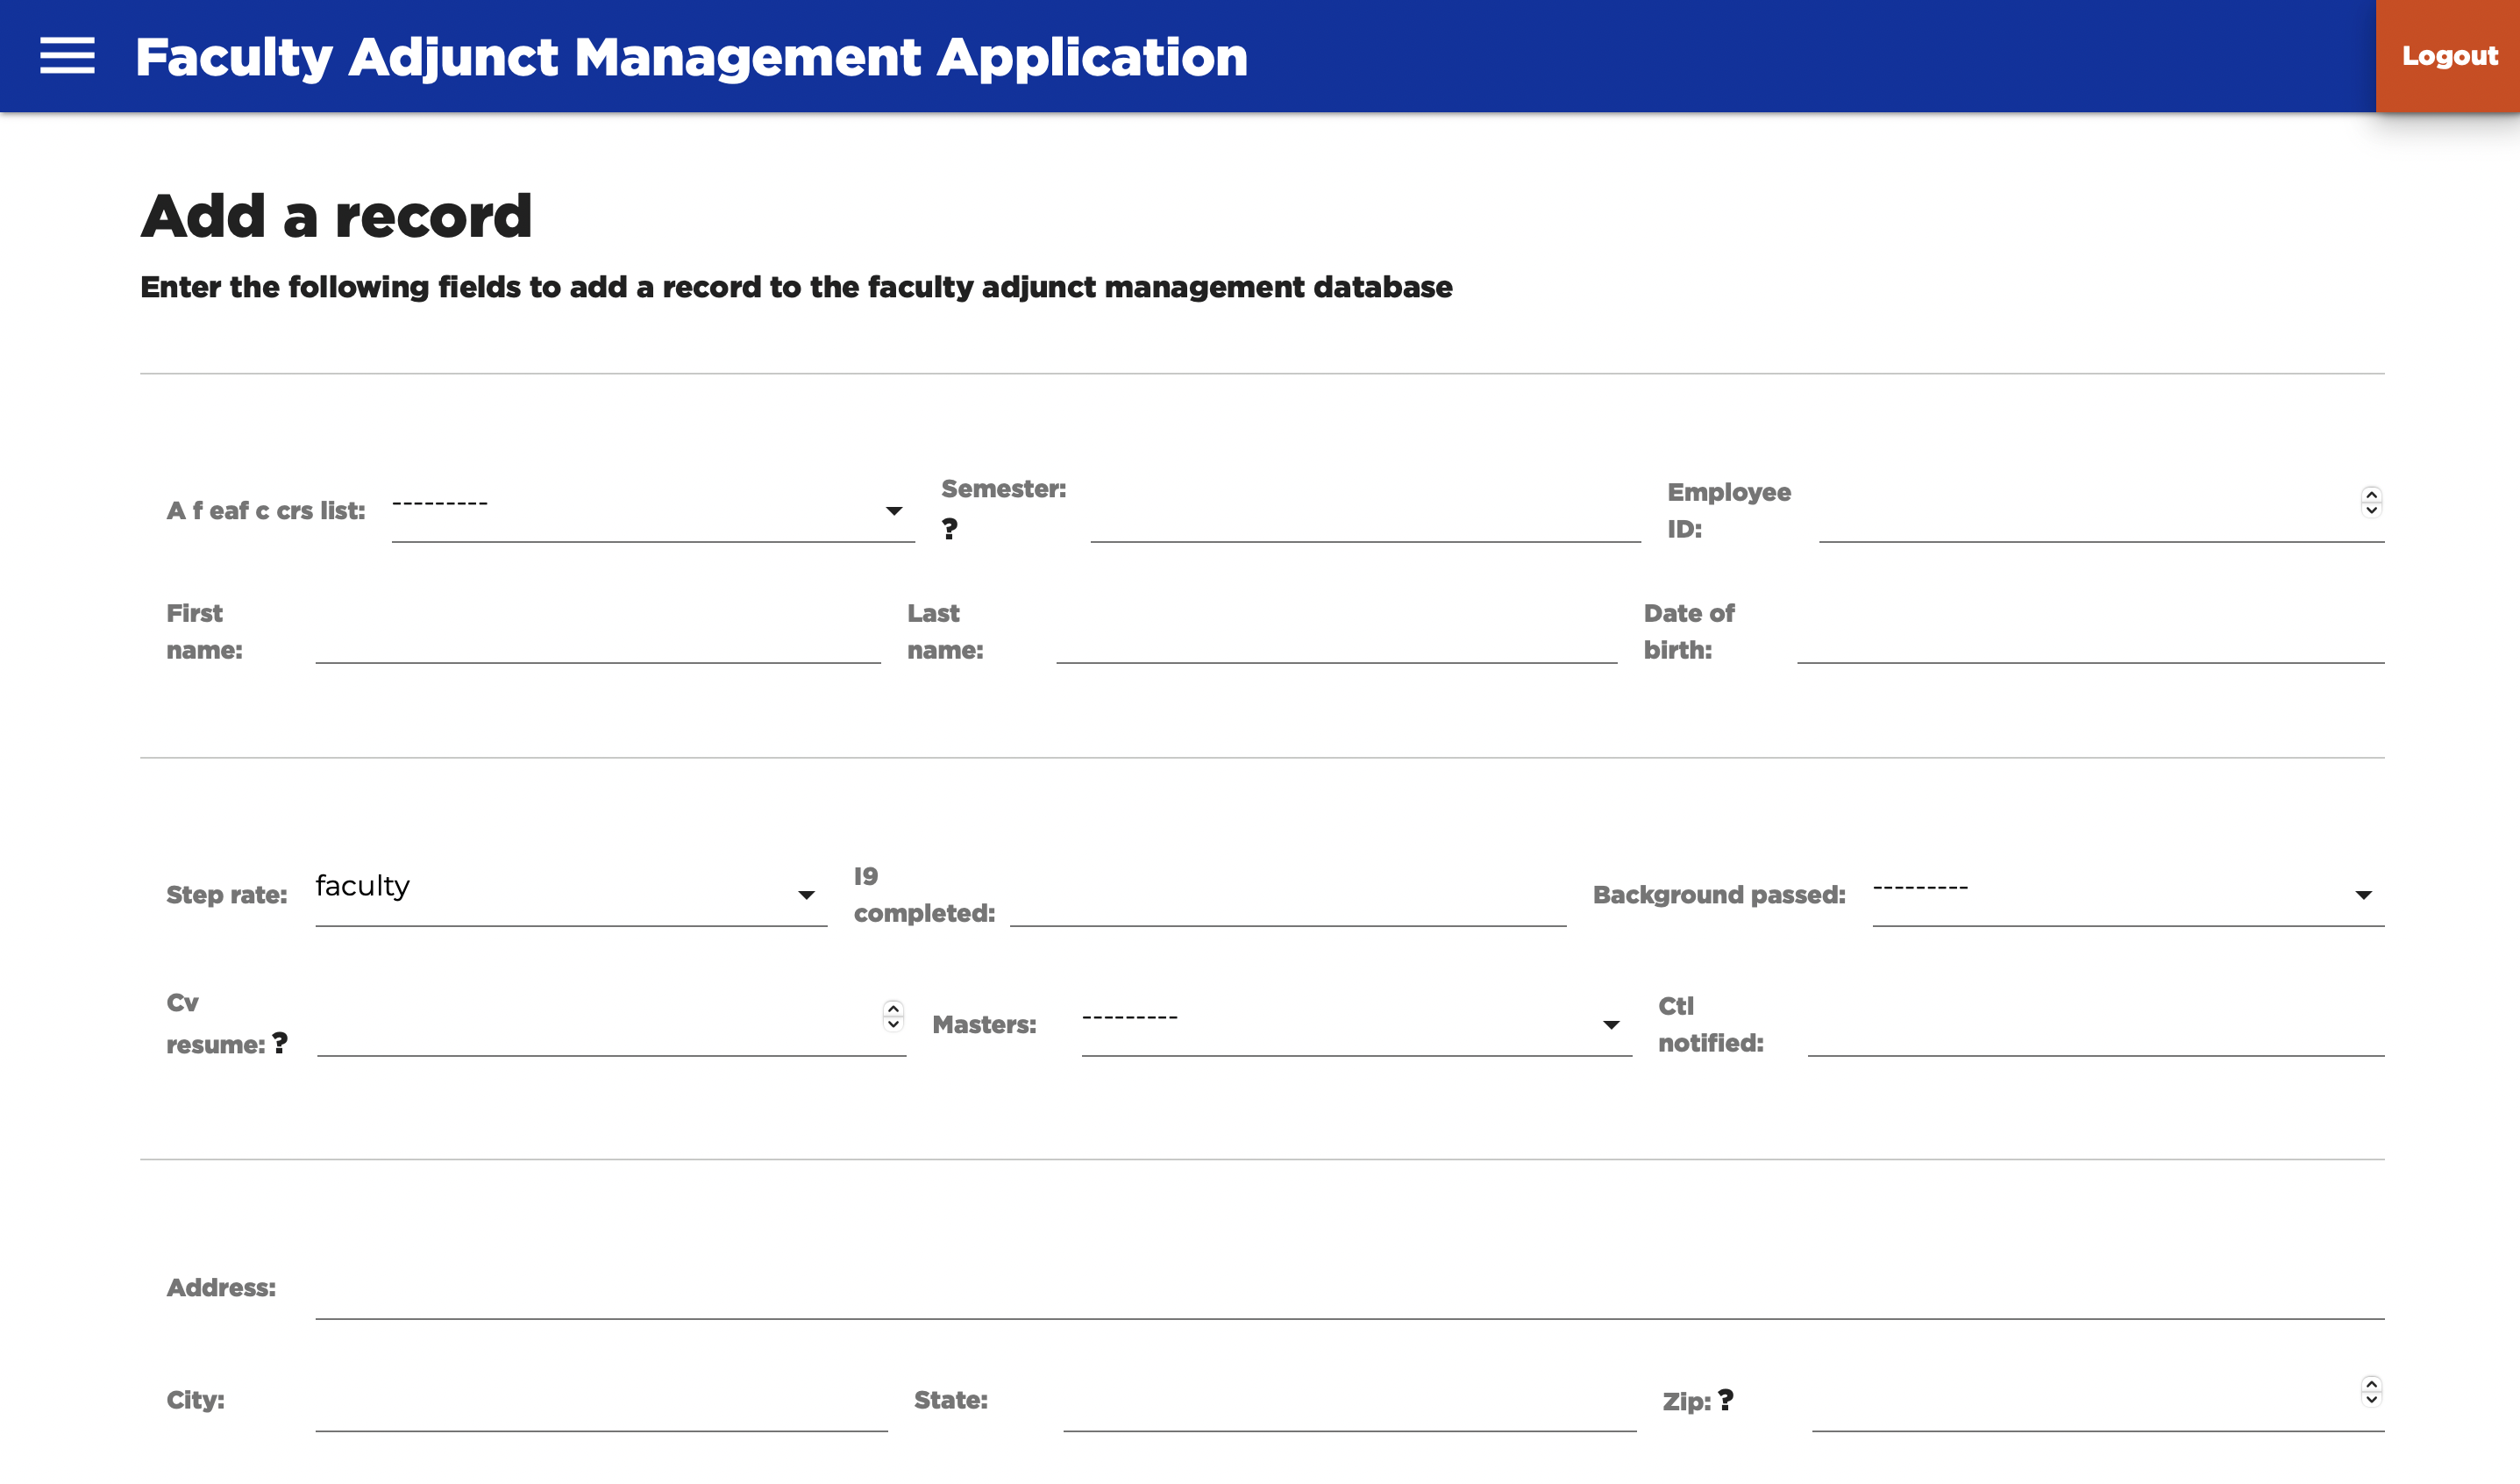 Faculty Adjunct Management Application
Logout
Add a record
Enter the following fields to add a record to the faculty adjunct management database
A f eaf c crs list:
---------
Semester:
?
Employee
ID:
First
name:
Last
name:
Date of
birth:
Step rate:
faculty
I9
completed:
Background passed:
---------
Cv
resume: ?
Masters:
---------
Ctl
notified:
Address:
City:
State:
Zip: ?